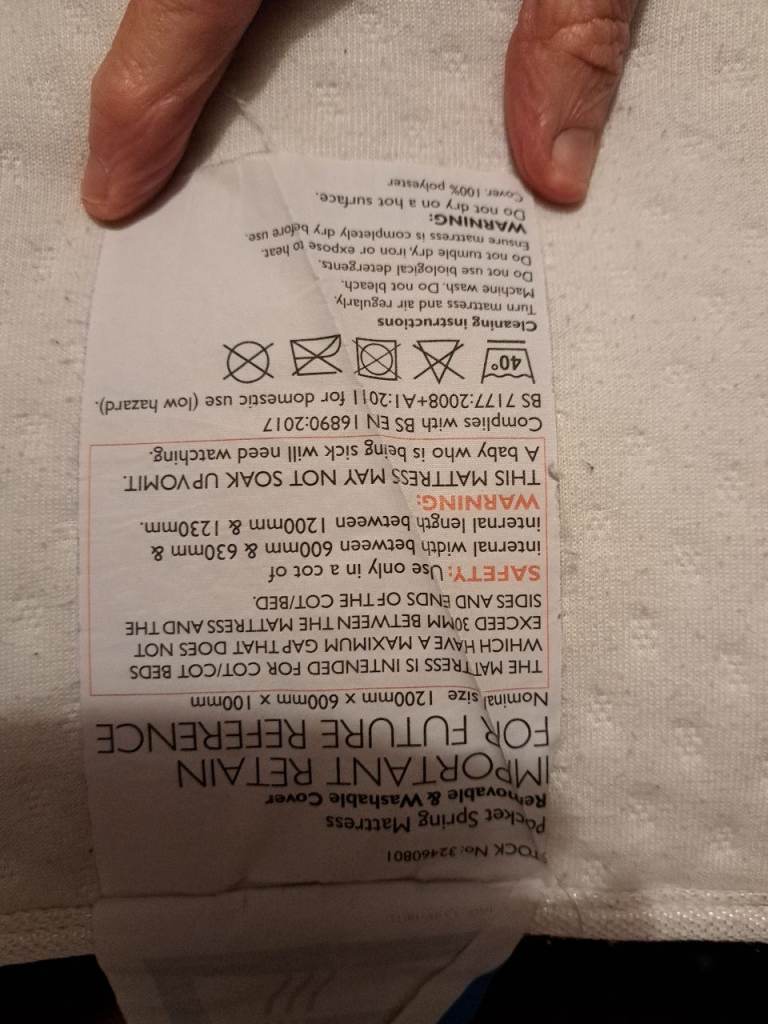 STOCK No: 32460801
Pocket Spring Mattress
Removable & Washable Cover
IMPORTANT RETAIN
FOR FUTURE REFERENCE
Nominal size 1200mm x 600mm x 100mm
THE MATTRESS IS INTENDED FOR COT/COT BEDS
WHICH HAVE A MAXIMUM GAP THAT DOES NOT
EXCEED 30MM BETWEEN THE MATTRESS AND THE
SIDES AND ENDS OF THE COT/BED.
SAFETY: Use only in a cot of
internal width between 600mm & 630mm &
internal length between 1200mm & 1230mm.
WARNING:
THIS MATTRESS MAY NOT SOAK UP VOMIT.
A baby who is being sick will need watching.
Complies with BS EN 16890:2017
BS 7177:2008+A1:2011 for domestic use (low hazard).
40°
Cleaning instructions
Turn mattress and air regularly.
Machine wash. Do not bleach.
Do not use biological detergents.
Do not tumble dry, iron or expose to heat.
Ensure mattress is completely dry before use.
WARNING:
Do not dry on a hot surface.
Cover: 100% polyester